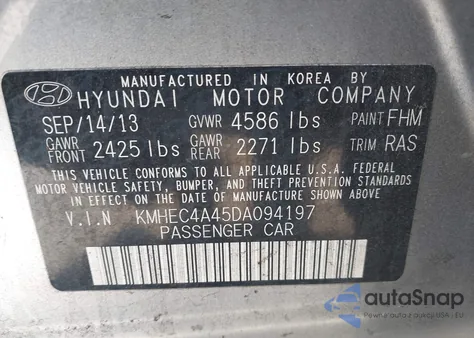 MANUFACTURED IN KOREA BY
HYUNDAI MOTOR COMPANY
SEP/14/13 GVWR 4586 lbs PAINT FHM
GAWR FRONT 2425 lbs GAWR REAR 2271 lbs TRIM RAS
THIS VEHICLE CONFORMS TO ALL APPLICABLE U.S.A. FEDERAL
MOTOR VEHICLE SAFETY, BUMPER, AND THEFT PREVENTION STANDARDS
IN EFFECT ON THE DATE OF MANUFACTURE SHOWN ABOVE.
V.I.N KMHEC4A45DA094197
PASSENGER CAR
autoSnap